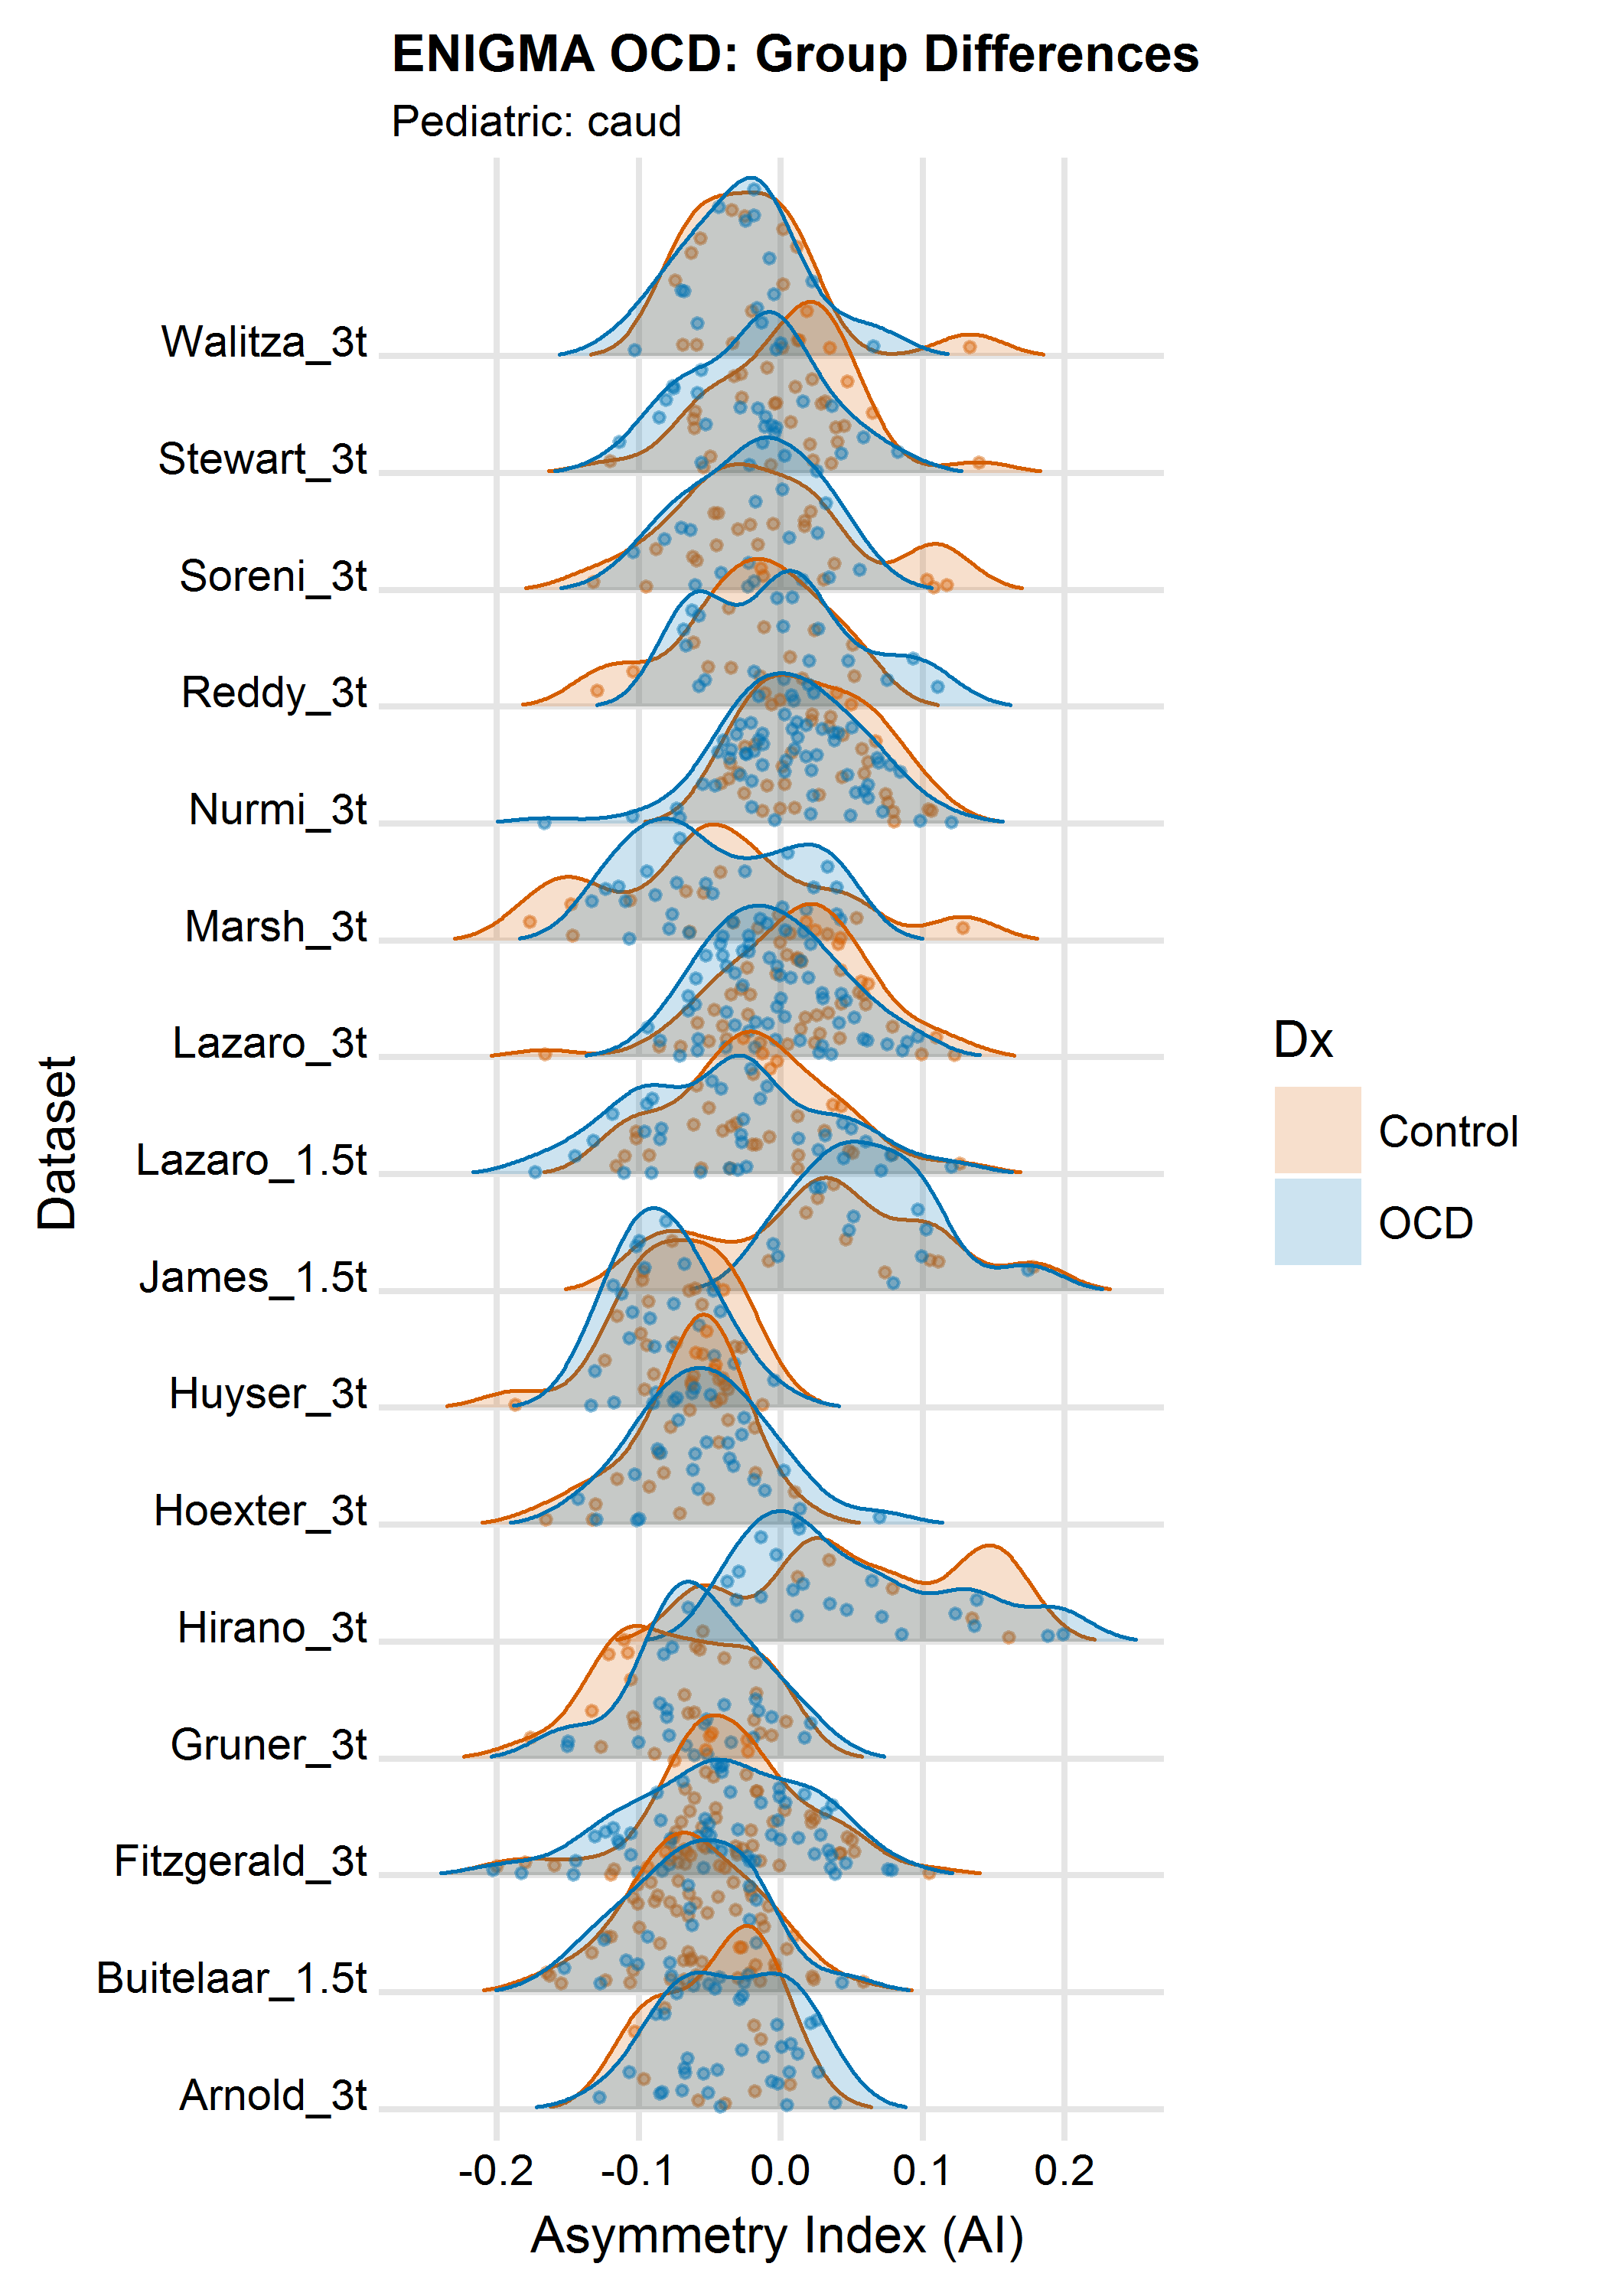 ENIGMA OCD: Group Differences
Pediatric: caud
Walitza_3t
Stewart_3t
Soreni_3t
Reddy_3t
Nurmi_3t
Marsh_3t
Lazaro_3t
Lazaro_1.5t
James_1.5t
Huyser_3t
Hoexter_3t
Hirano_3t
Gruner_3t
Fitzgerald_3t
Buitelaar_1.5t
Arnold_3t
Dataset
-0.2 -0.1 0.0 0.1 0.2
Asymmetry Index (AI)
Dx
Control
OCD